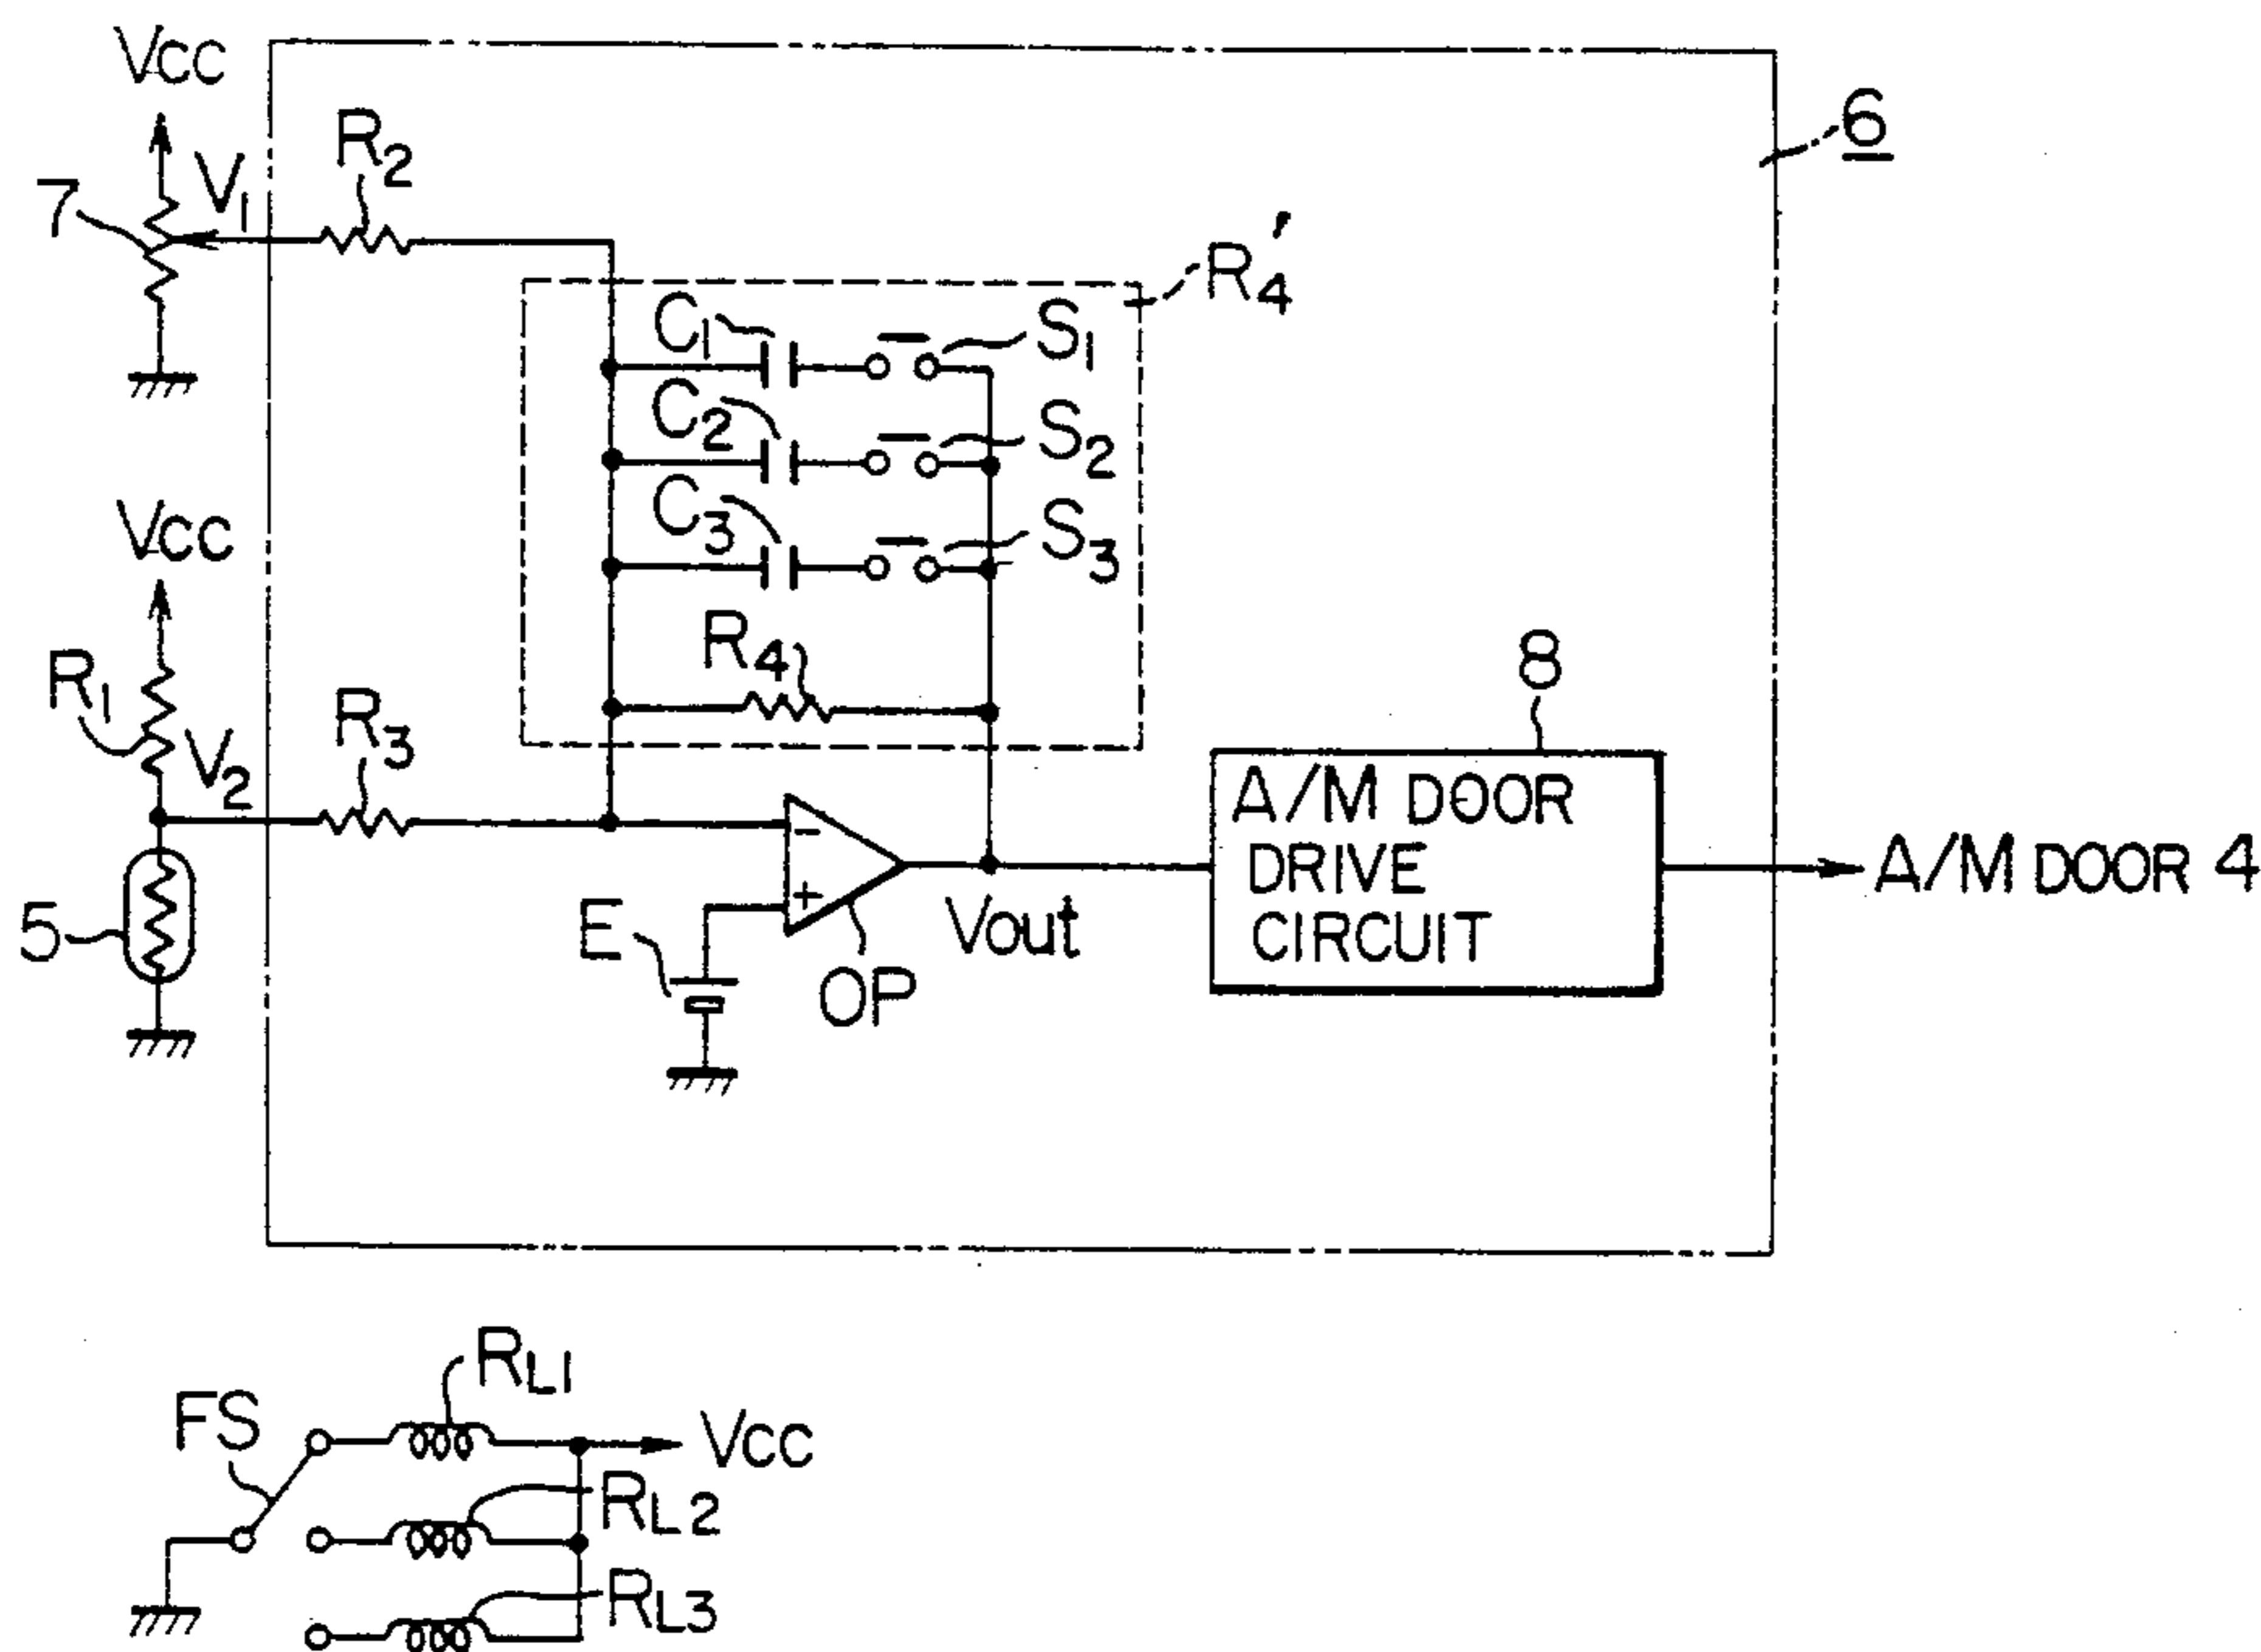 Vcc
V1
R2
7
6
R4'
C1
S1
C2
S2
C3
S3
R4
Vcc
R1
V2
R3
5
E
- 
+
OP
Vout
8
A/M DOOR
DRIVE
CIRCUIT
A/M DOOR 4
FS
RL1
Vcc
RL2
RL3